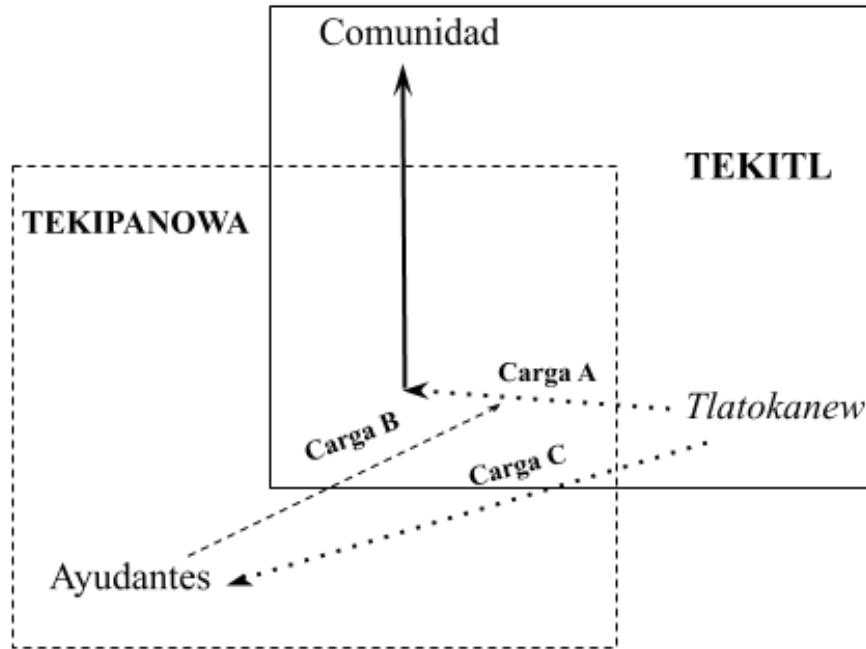 Comunidad
TEKITL
TEKIPANOWA
Carga A
Tlatokanew
Carga B
Carga C
Ayudantes